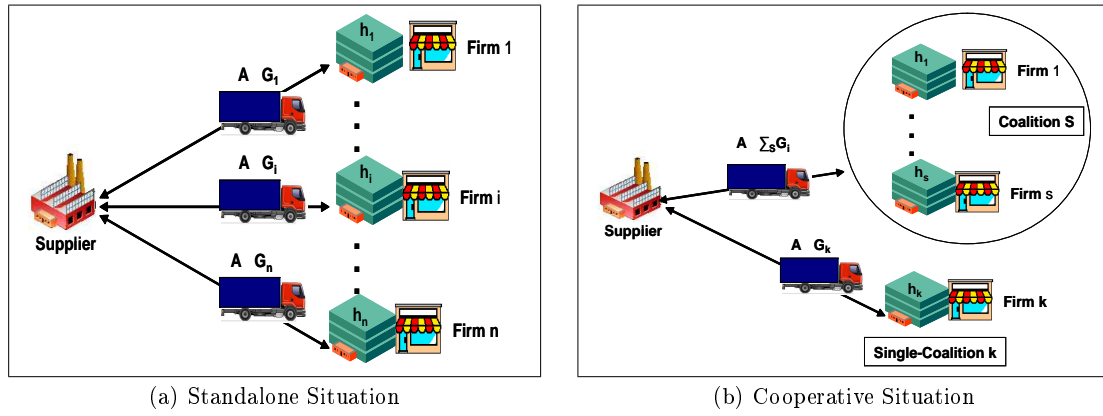 h1
Firm 1
A G1
hi
A Gi
Firm i
Supplier
A Gn
hn
Firm n
(a) Standalone Situation
h1
Firm 1
Coalition S
A ∑SGi
hs
Firm s
Supplier
A Gk
hk
Firm k
Single-Coalition k
(b) Cooperative Situation